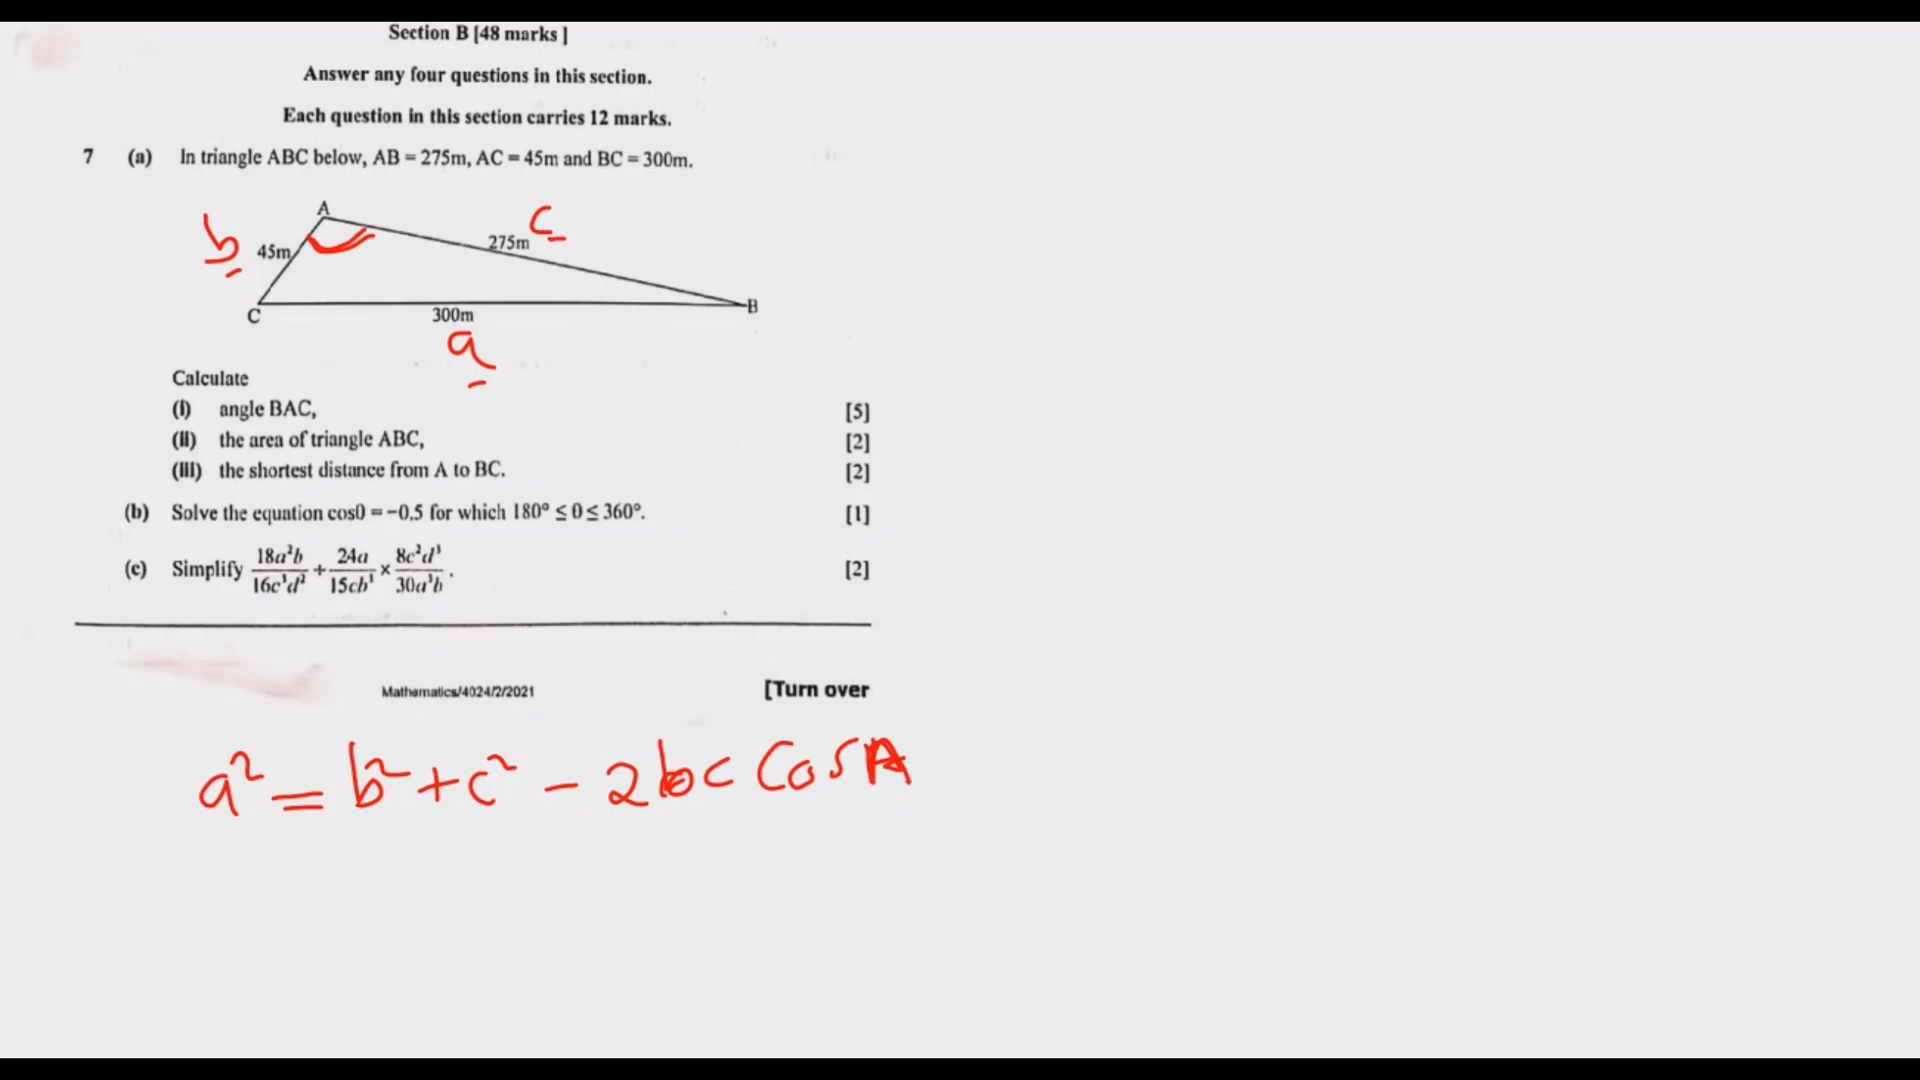 Section B [48 marks ]
Answer any four questions in this section.
Each question in this section carries 12 marks.
7 (a) In triangle ABC below, AB = 275m, AC = 45m and BC = 300m.
A
b 45m 275m c
C 300m B
a
Calculate
(i) angle BAC, [5]
(ii) the area of triangle ABC, [2]
(iii) the shortest distance from A to BC. [2]
(b) Solve the equation cosθ = −0.5 for which 180° ≤ θ ≤ 360°. [1]
(c) Simplify 18a²b/16c³d² + 24a/15cb × 8c²d/30a³b . [2]
Mathematics/4024/2/2021 [Turn over
a² = b² + c² − 2bc Cos A